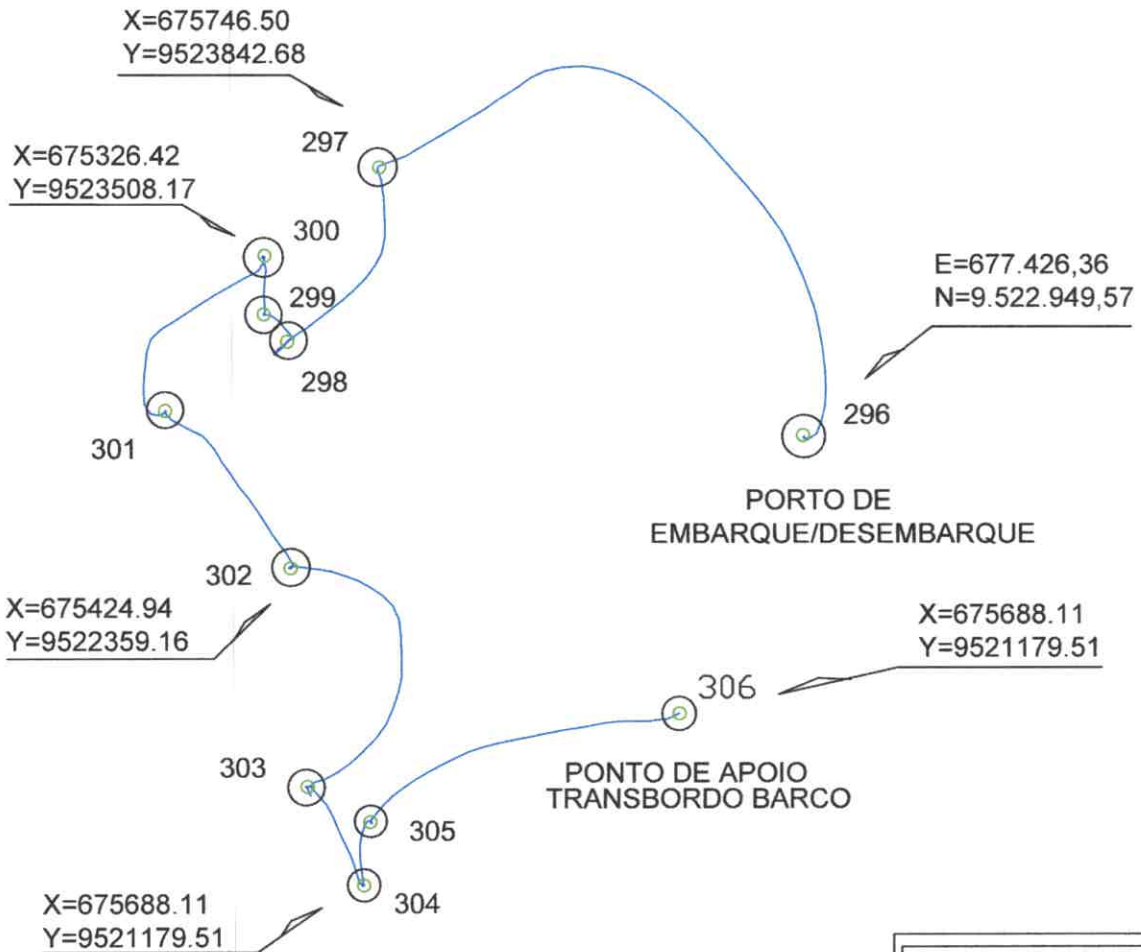 X=675746.50
Y=9523842.68
297
X=675326.42
Y=9523508.17
300
299
298
E=677.426,36
N=9.522.949,57
296
301
PORTO DE
EMBARQUE/DESEMBARQUE
302
X=675424.94
Y=9522359.16
X=675688.11
Y=9521179.51
306
303
PONTO DE APOIO
TRANSBORDO BARCO
305
304
X=675688.11
Y=9521179.51